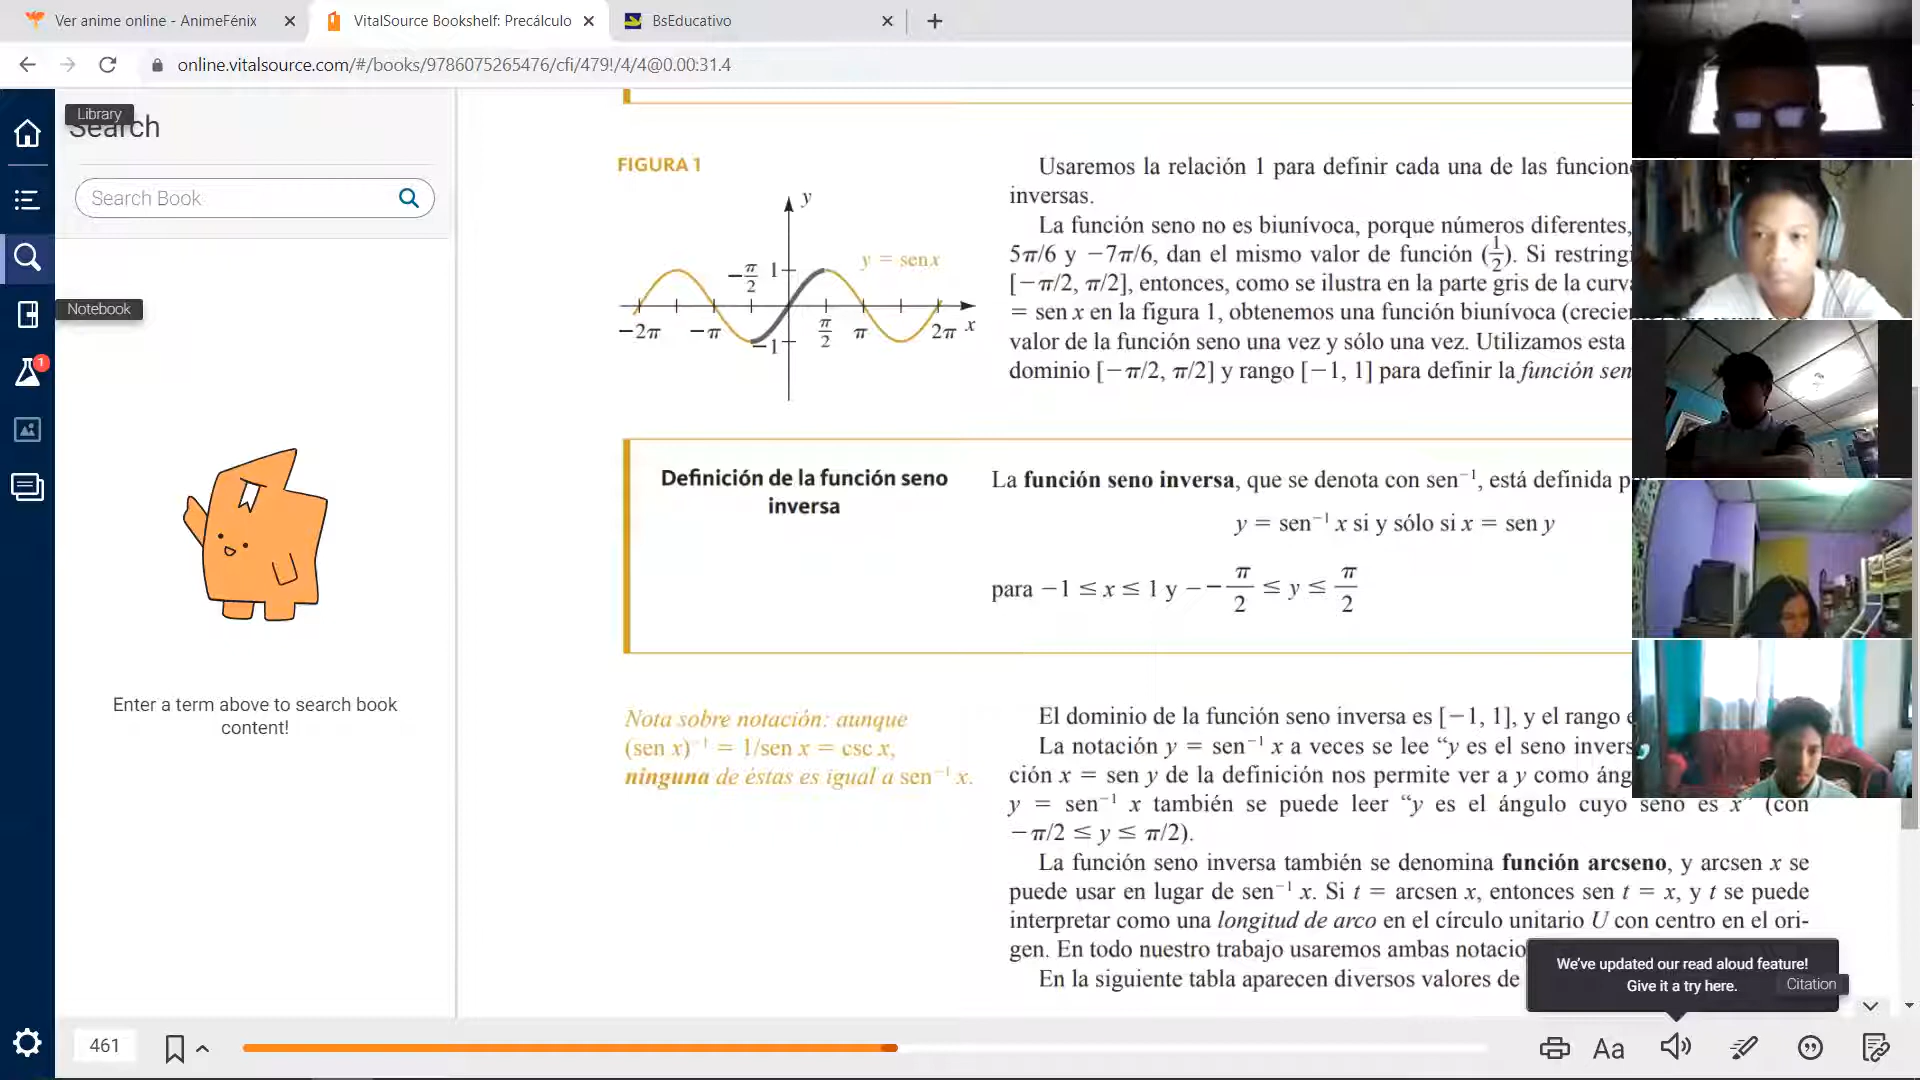 Ver anime online - AnimeFénix
VitalSource Bookshelf: Precálculo
BsEducativo
online.vitalsource.com/#/books/9786075265476/cfi/479!/4/4@0.00:31.4
Library
Search
Search Book
Notebook
1
Enter a term above to search book
content!
FIGURA 1
y
y = sen x
1
−π/2
−2π
−π
−1
π/2
π
2π
x
Usaremos la relación 1 para definir cada una de las funcion
inversas.
La función seno no es biunívoca, porque números diferentes,
5π/6 y −7π/6, dan el mismo valor de función (1/2). Si restringi
[−π/2, π/2], entonces, como se ilustra en la parte gris de la curva
= sen x en la figura 1, obtenemos una función biunívoca (crecie
valor de la función seno una vez y sólo una vez. Utilizamos esta
dominio [−π/2, π/2] y rango [−1, 1] para definir la función sen
Definición de la función seno
inversa
La función seno inversa, que se denota con sen⁻¹, está definida p
y = sen⁻¹ x si y sólo si x = sen y
para −1 ≤ x ≤ 1 y −−π/2 ≤ y ≤ π/2
Nota sobre notación: aunque
(sen x)⁻¹ = 1/sen x = csc x,
ninguna de éstas es igual a sen⁻¹ x.
El dominio de la función seno inversa es [−1, 1], y el rango
La notación y = sen⁻¹ x a veces se lee “y es el seno invers
ción x = sen y de la definición nos permite ver a y como áng
y = sen⁻¹ x también se puede leer “y es el ángulo cuyo seno es x” (con
−π/2 ≤ y ≤ π/2).
La función seno inversa también se denomina función arcseno, y arcsen x se
puede usar en lugar de sen⁻¹ x. Si t = arcsen x, entonces sen t = x, y t se puede
interpretar como una longitud de arco en el círculo unitario U con centro en el ori-
gen. En todo nuestro trabajo usaremos ambas notacio
En la siguiente tabla aparecen diversos valores de
We've updated our read aloud feature!
Give it a try here.
Citation
461
Aa